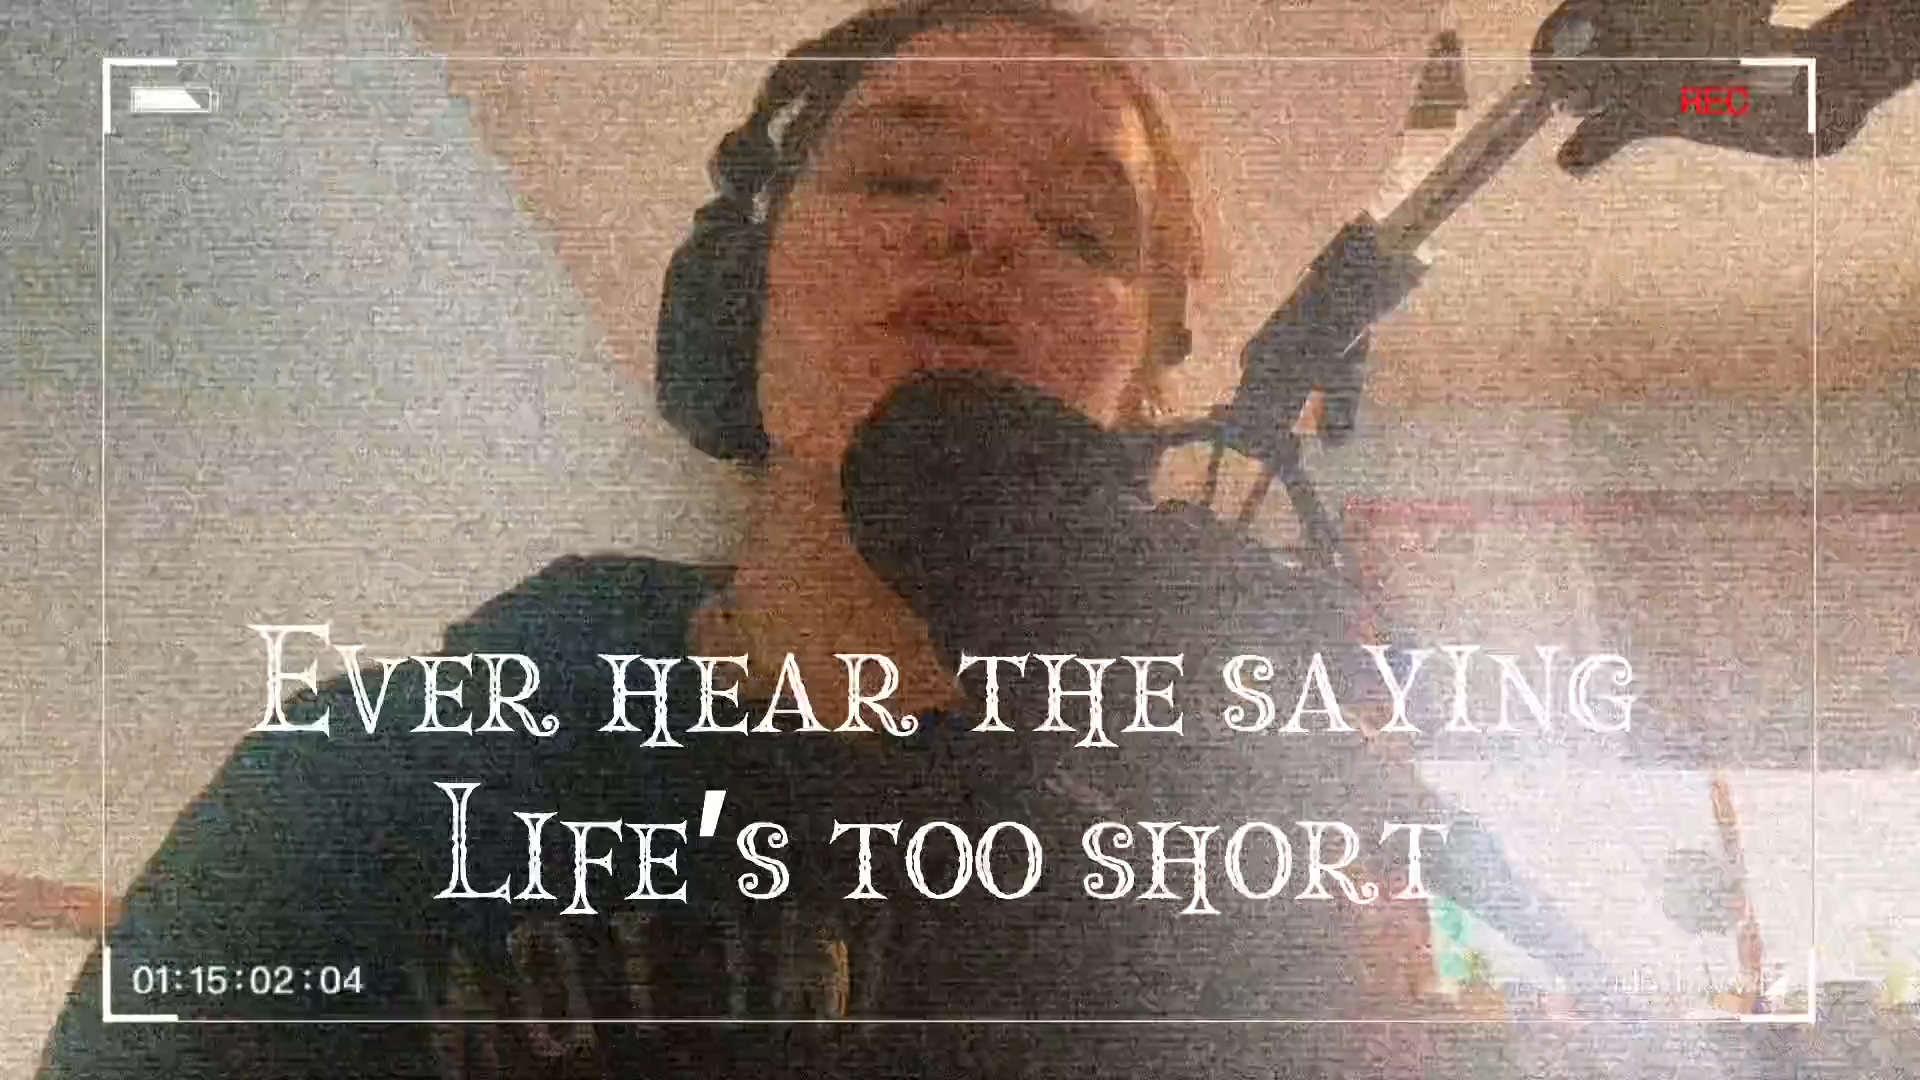 REC
Ever hear the saying
Life's too short
01:15:02:04